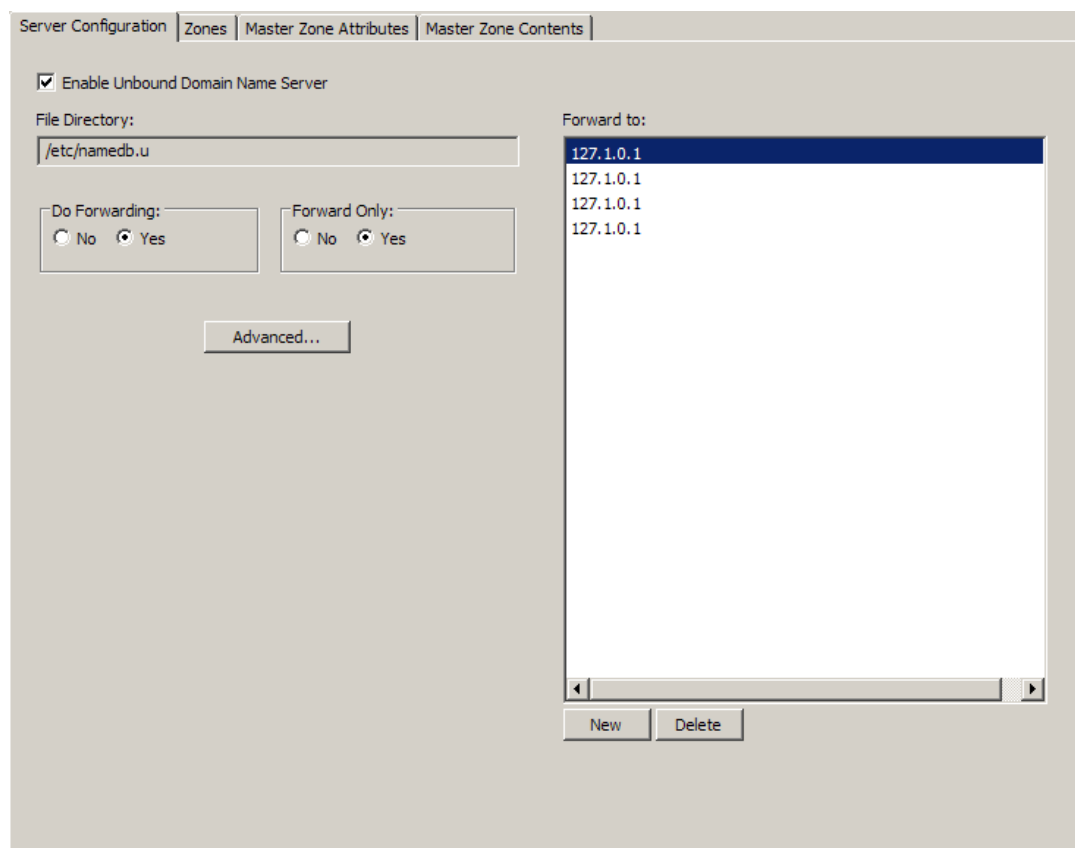 Server Configuration Zones Master Zone Attributes Master Zone Contents
Enable Unbound Domain Name Server
File Directory:
/etc/namedb.u
Do Forwarding:
No Yes
Forward Only:
No Yes
Advanced...
Forward to:
127.1.0.1
127.1.0.1
127.1.0.1
127.1.0.1
New Delete